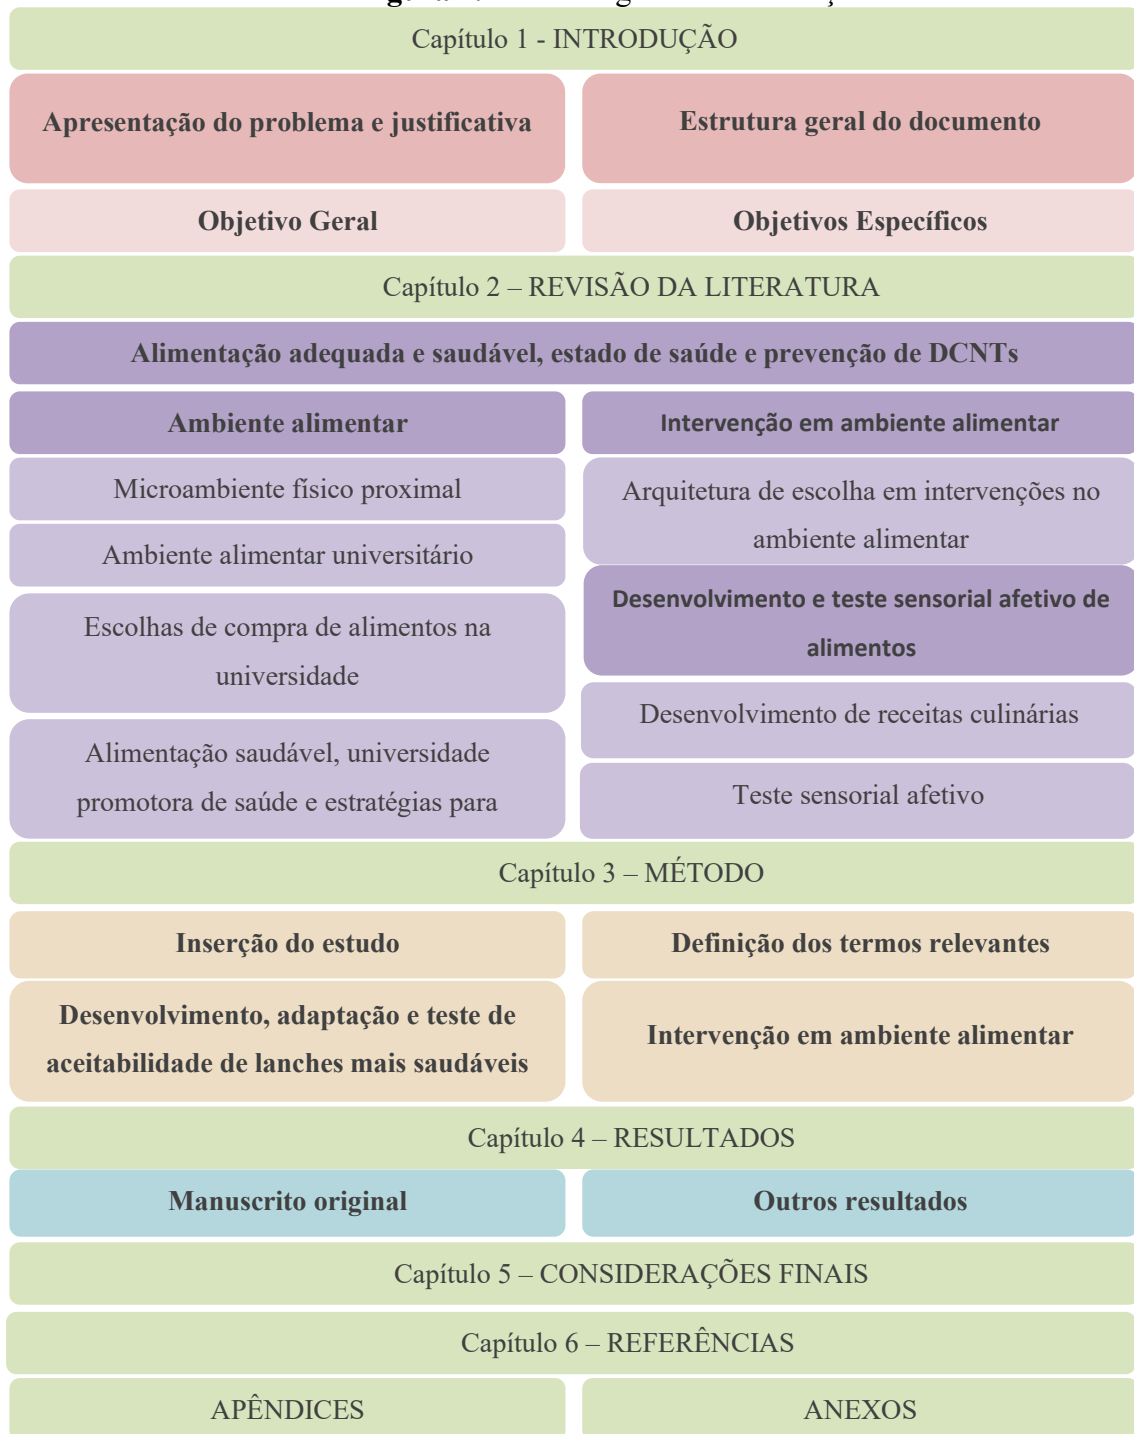 Capítulo 1 - INTRODUÇÃO
Apresentação do problema e justificativa
Estrutura geral do documento
Objetivo Geral
Objetivos Específicos
Capítulo 2 – REVISÃO DA LITERATURA
Alimentação adequada e saudável, estado de saúde e prevenção de DCNTs
Ambiente alimentar
Microambiente físico proximal
Ambiente alimentar universitário
Escolhas de compra de alimentos na
universidade
Alimentação saudável, universidade
promotora de saúde e estratégias para
Intervenção em ambiente alimentar
Arquitetura de escolha em intervenções no
ambiente alimentar
Desenvolvimento e teste sensorial afetivo de
alimentos
Desenvolvimento de receitas culinárias
Teste sensorial afetivo
Capítulo 3 – MÉTODO
Inserção do estudo
Definição dos termos relevantes
Desenvolvimento, adaptação e teste de
aceitabilidade de lanches mais saudáveis
Intervenção em ambiente alimentar
Capítulo 4 – RESULTADOS
Manuscrito original
Outros resultados
Capítulo 5 – CONSIDERAÇÕES FINAIS
Capítulo 6 – REFERÊNCIAS
APÊNDICES
ANEXOS